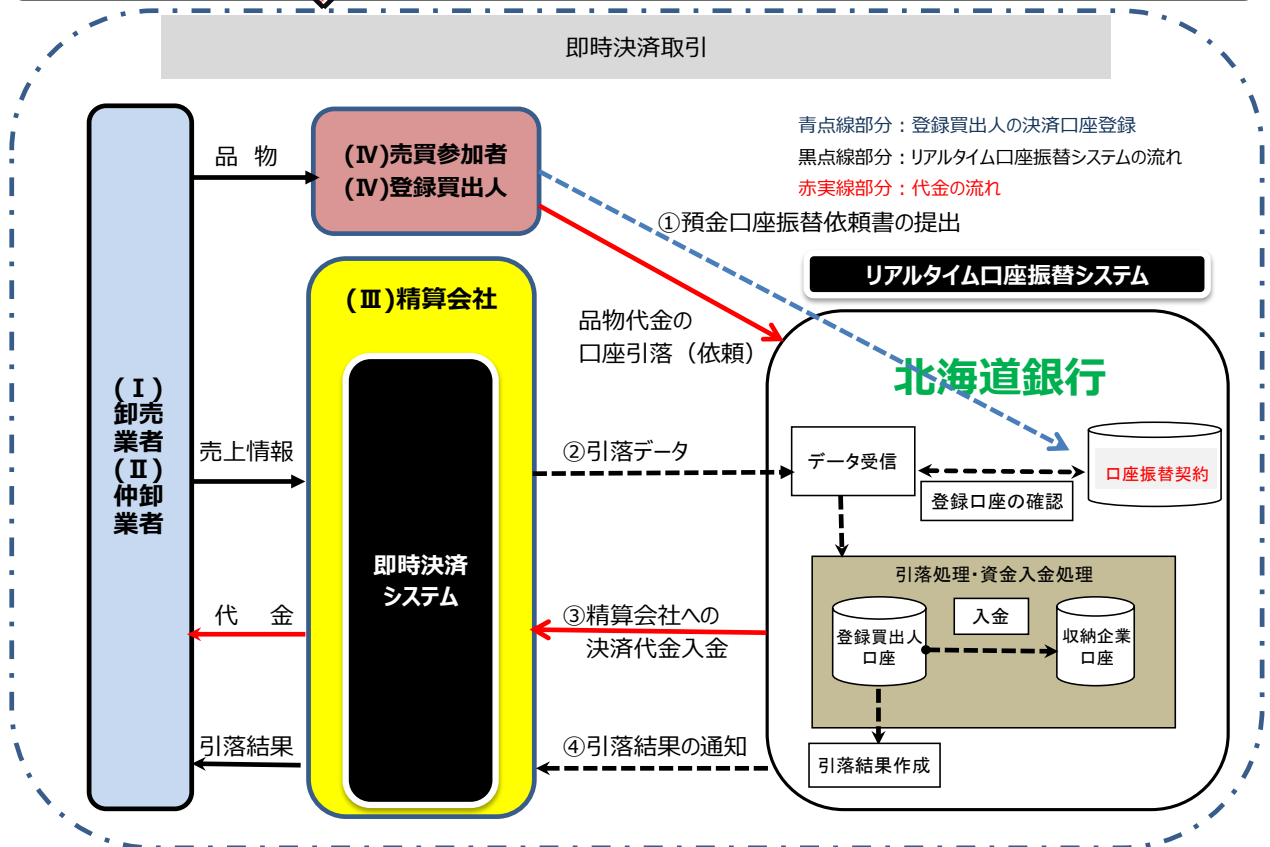 即時決済取引
青点線部分：登録買出人の決済口座登録
黒点線部分：リアルタイム口座振替システムの流れ
赤実線部分：代金の流れ
品 物
(Ⅳ)売買参加者
(Ⅳ)登録買出人
①預金口座振替依頼書の提出
リアルタイム口座振替システム
(Ⅲ)精算会社
品物代金の
口座引落（依頼）
北海道銀行
(Ⅰ)
卸売
業者
(Ⅱ)
仲卸
業者
売上情報
②引落データ
データ受信
口座振替契約
登録口座の確認
即時決済
システム
引落処理・資金入金処理
入金
登録買出人
口座
収納企業
口座
代 金
③精算会社への
決済代金入金
引落結果
④引落結果の通知
引落結果作成